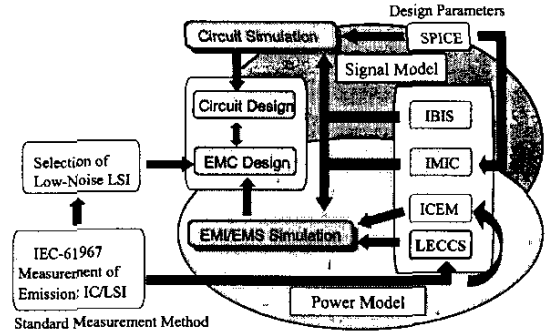 Design Parameters
Circuit Simulation
SPICE
Signal Model
Circuit Design
IBIS
EMC Design
IMIC
Selection of
Low-Noise LSI
ICEM
EMI/EMS Simulation
LECCS
IEC-61967
Measurement of
Emission: IC/LSI
Power Model
Standard Measurement Method